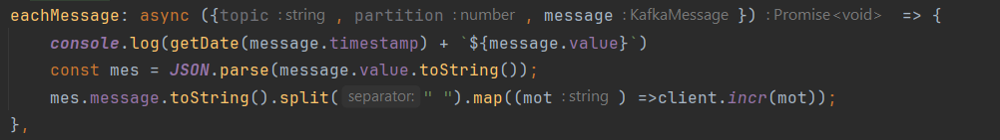 eachMessage: async ({topic : string , partition : number , message : KafkaMessage }) : Promise<void> => {
console.log(getDate(message.timestamp) + `${message.value}`)
const mes = JSON.parse(message.value.toString());
mes.message.toString().split( separator: " ").map((mot : string ) =>client.incr(mot));
},